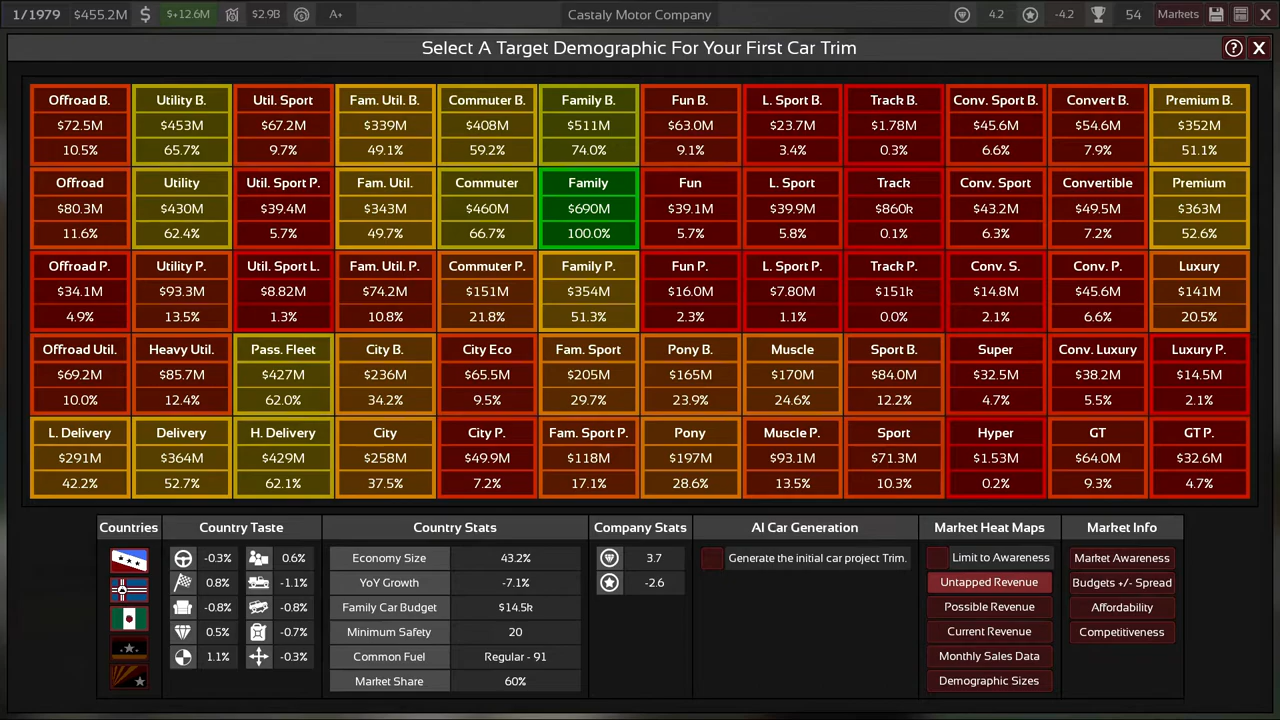 1/1979 $455.2M $ $+12.6M $2.9B A+ Castaly Motor Company 4.2 -4.2 54 Markets X
Select A Target Demographic For Your First Car Trim ? X
Offroad B. Utility B. Util. Sport Fam. Util. B. Commuter B. Family B. Fun B. L. Sport B. Track B. Conv. Sport B. Convert B. Premium B.
$72.5M $453M $67.2M $339M $408M $511M $63.0M $23.7M $1.78M $45.6M $54.6M $352M
10.5% 65.7% 9.7% 49.1% 59.2% 74.0% 9.1% 3.4% 0.3% 6.6% 7.9% 51.1%
Offroad Utility Util. Sport P. Fam. Util. Commuter Family Fun L. Sport Track Conv. Sport Convertible Premium
$80.3M $430M $39.4M $343M $460M $690M $39.1M $39.9M $860k $43.2M $49.5M $363M
11.6% 62.4% 5.7% 49.7% 66.7% 100.0% 5.7% 5.8% 0.1% 6.3% 7.2% 52.6%
Offroad P. Utility P. Util. Sport L. Fam. Util. P. Commuter P. Family P. Fun P. L. Sport P. Track P. Conv. S. Conv. P. Luxury
$34.1M $93.3M $8.82M $74.2M $151M $354M $16.0M $7.80M $151k $14.8M $45.6M $141M
4.9% 13.5% 1.3% 10.8% 21.8% 51.3% 2.3% 1.1% 0.0% 2.1% 6.6% 20.5%
Offroad Util. Heavy Util. Pass. Fleet City B. City Eco Fam. Sport Pony B. Muscle Sport B. Super Conv. Luxury Luxury P.
$69.2M $85.7M $427M $236M $65.5M $205M $165M $170M $84.0M $32.5M $38.2M $14.5M
10.0% 12.4% 62.0% 34.2% 9.5% 29.7% 23.9% 24.6% 12.2% 4.7% 5.5% 2.1%
L. Delivery Delivery H. Delivery City City P. Fam. Sport P. Pony Muscle P. Sport Hyper GT GT P.
$291M $364M $429M $258M $49.9M $118M $197M $93.1M $71.3M $1.53M $64.0M $32.6M
42.2% 52.7% 62.1% 37.5% 7.2% 17.1% 28.6% 13.5% 10.3% 0.2% 9.3% 4.7%
Countries Country Taste Country Stats Company Stats AI Car Generation Market Heat Maps Market Info
-0.3% 0.6% Economy Size 43.2% 3.7 Generate the initial car project Trim. Limit to Awareness Market Awareness
0.8% -1.1% YoY Growth -7.1% -2.6 Untapped Revenue Budgets +/- Spread
-0.8% -0.8% Family Car Budget $14.5k Possible Revenue Affordability
0.5% -0.7% Minimum Safety 20 Current Revenue Competitiveness
1.1% -0.3% Common Fuel Regular - 91 Monthly Sales Data
Market Share 60% Demographic Sizes